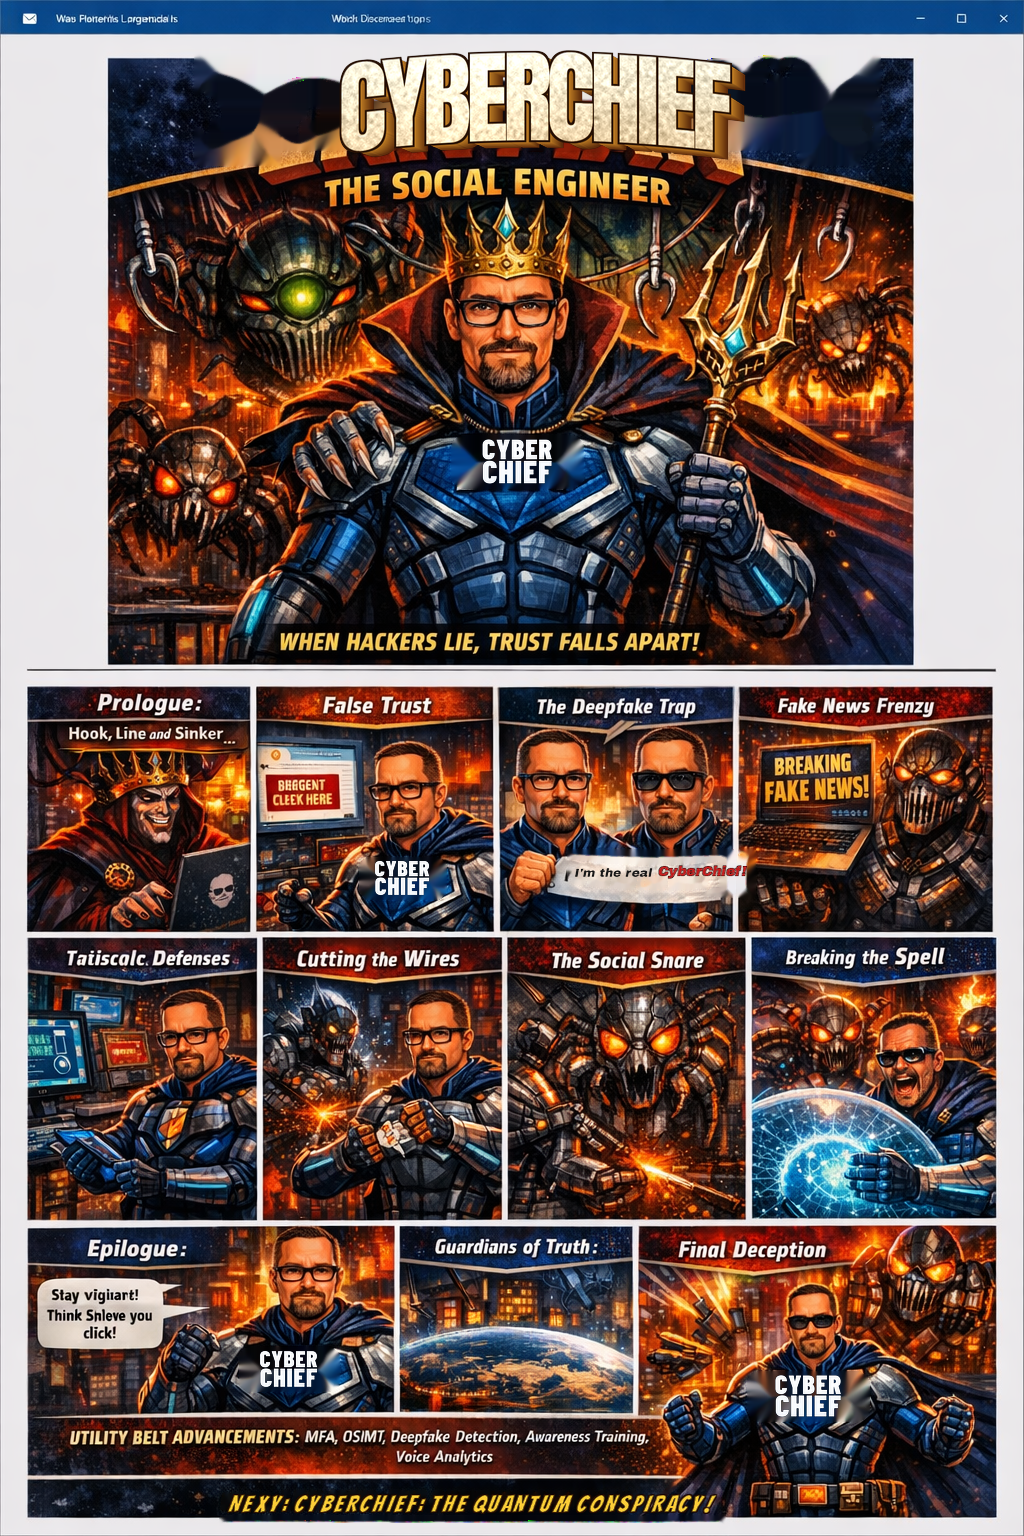 CYBERCHIEF
THE SOCIAL ENGINEER
CYBER
CHIEF
WHEN HACKERS LIE, TRUST FALLS APART!
Prologue:
Hook, Line and Sinker...
False Trust
BRGENT
CLEEK HERE
CYBER
CHIEF
The Deepfake Trap
I'm the real CyberChief!
Fake News Frenzy
BREAKING
FAKE NEWS!
Tatiscalc. Defenses
Cutting the Wires
The Social Snare
Breaking the Spell
Epilogue:
Stay vigiıart!
Think Shleve you
click!
CYBER
CHIEF
Guardians of Truth:
Final Deception
CYBER
CHIEF
UTILITY BELT ADVANCEMENTS: MFA, OSIMT, Deepfake Detection, Awareness Training,
Voice Analytics
NEXY: CYBERCHIEF: THE QUANTUM CONSPIRACY!